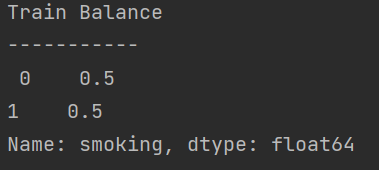 Train Balance
-----------
 0    0.5
1    0.5
Name: smoking, dtype: float64